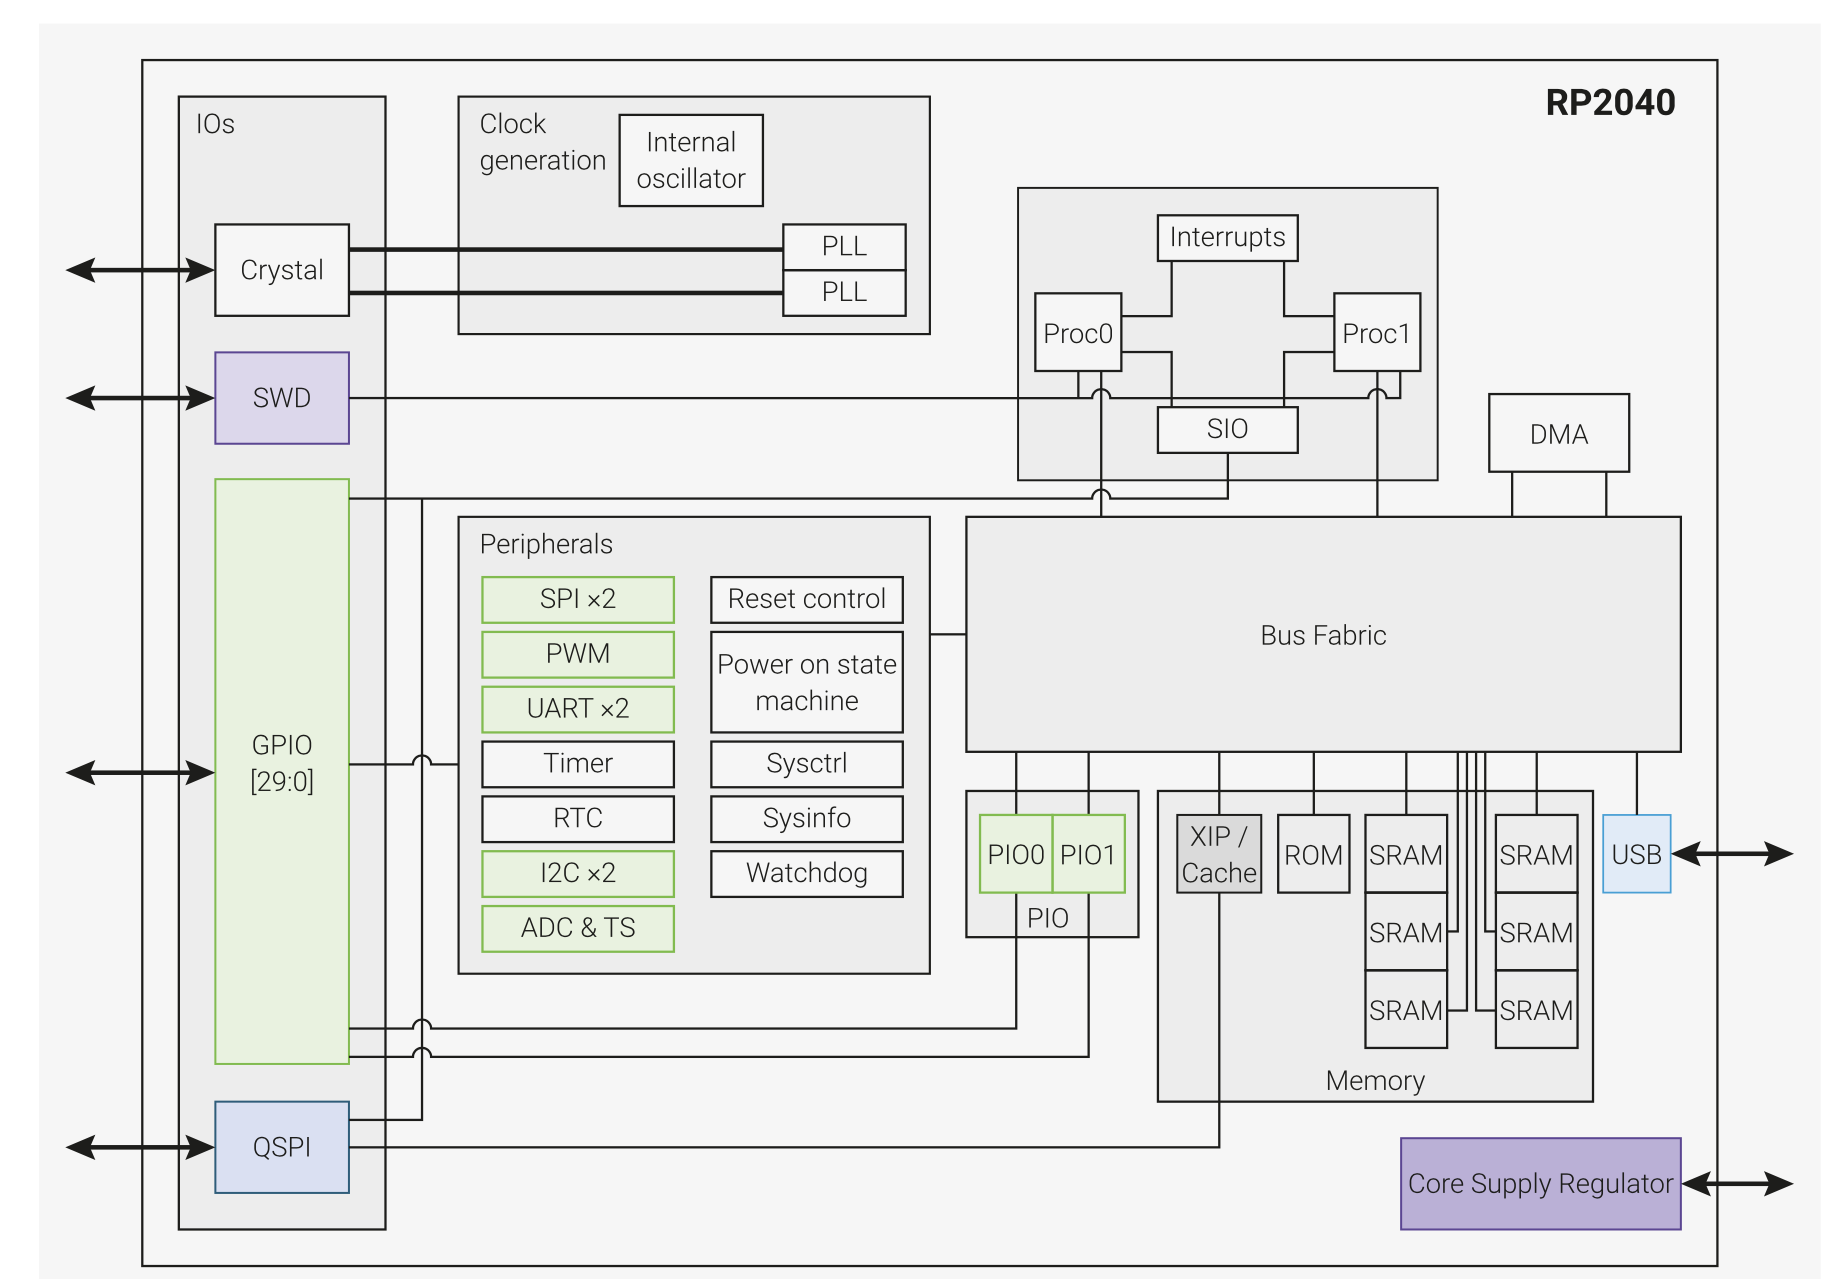 RP2040
IOs
Crystal
SWD
GPIO
[29:0]
QSPI
Clock
generation
Internal
oscillator
PLL
PLL
Interrupts
Proc0
Proc1
SIO
DMA
Peripherals
SPI ×2
PWM
UART ×2
Timer
RTC
I2C ×2
ADC & TS
Reset control
Power on state
machine
Sysctrl
Sysinfo
Watchdog
Bus Fabric
PIO0
PIO1
PIO
XIP /
Cache
ROM
SRAM
SRAM
SRAM
SRAM
SRAM
SRAM
Memory
USB
Core Supply Regulator